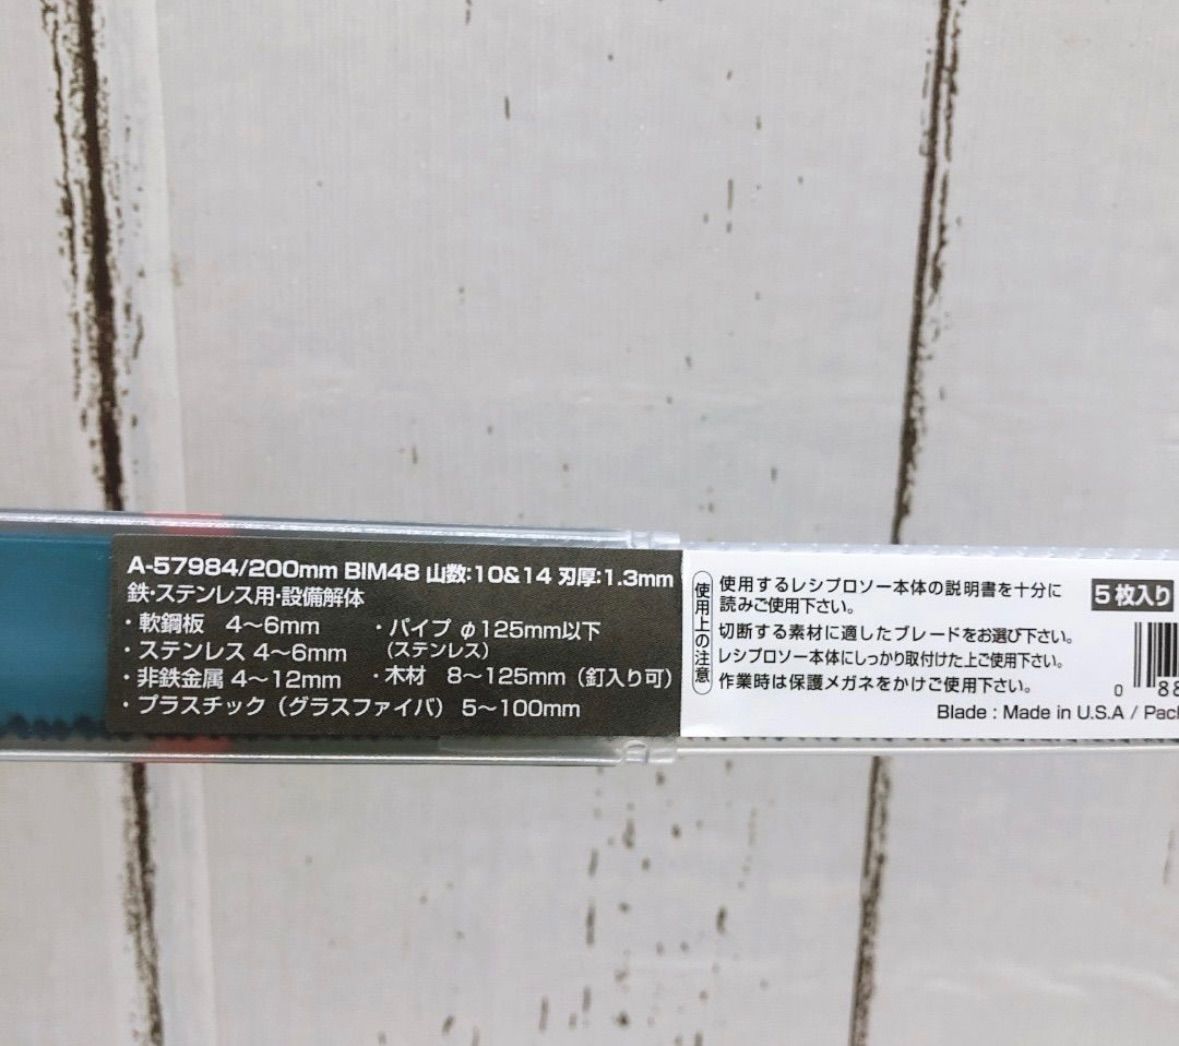 A-57984/200mm BIM48 山数:10&14 刃厚:1.3mm
鉄・ステンレス用・設備解体
・軟鋼板 4～6mm
・ステンレス 4～6mm
・非鉄金属 4～12mm
・プラスチック（グラスファイバ） 5～100mm
・パイプ φ125mm以下
（ステンレス）
・木材 8～125mm（釘入り可）
使用上の注意
使用するレシプロソー本体の説明書を十分に
読みご使用下さい。
切断する素材に適したブレードをお選び下さい。
レシプロソー本体にしっかり取付けた上ご使用下さい。
作業時は保護メガネをかけご使用下さい。
Blade : Made in U.S.A /
5枚入り
0 88